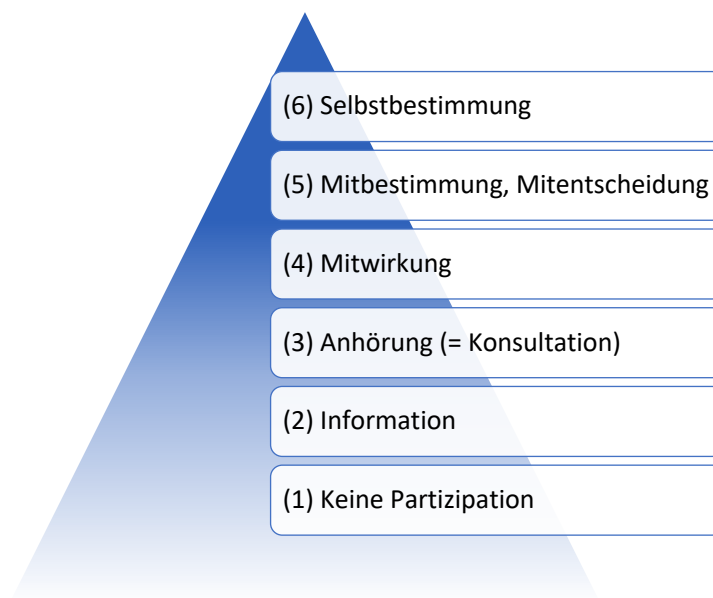 (6) Selbstbestimmung
(5) Mitbestimmung, Mitentscheidung
(4) Mitwirkung
(3) Anhörung (= Konsultation)
(2) Information
(1) Keine Partizipation